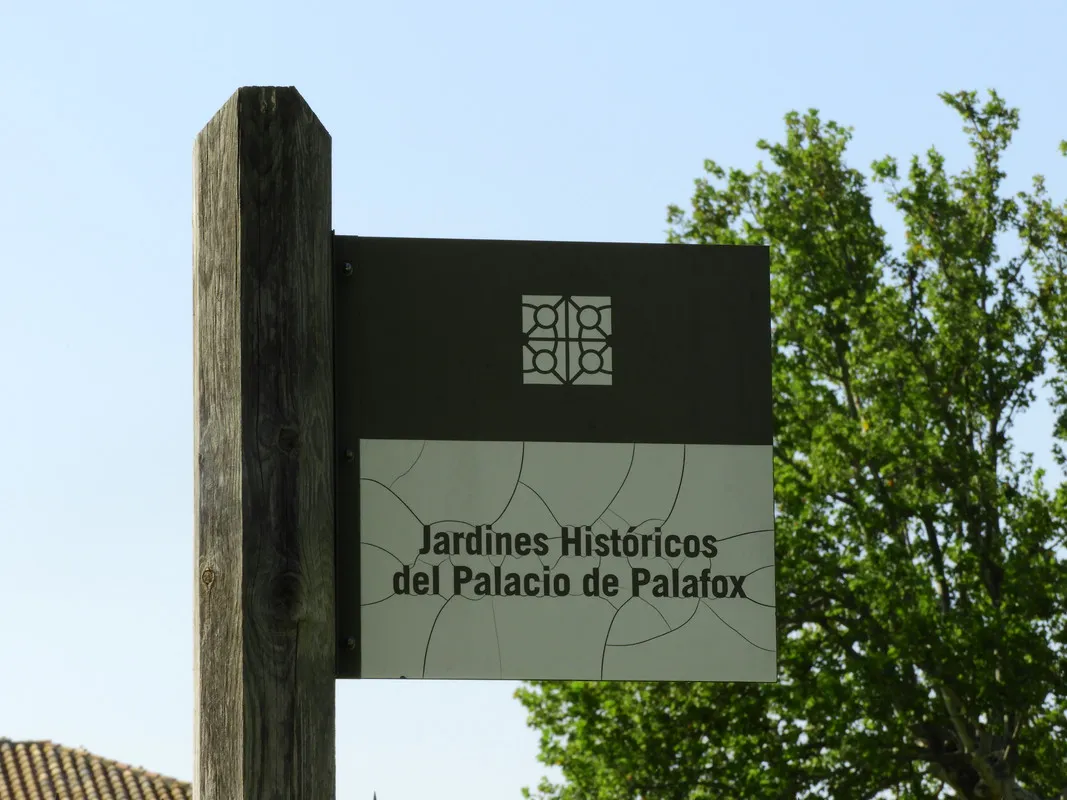 Jardines Históricos
del Palacio de Palafox